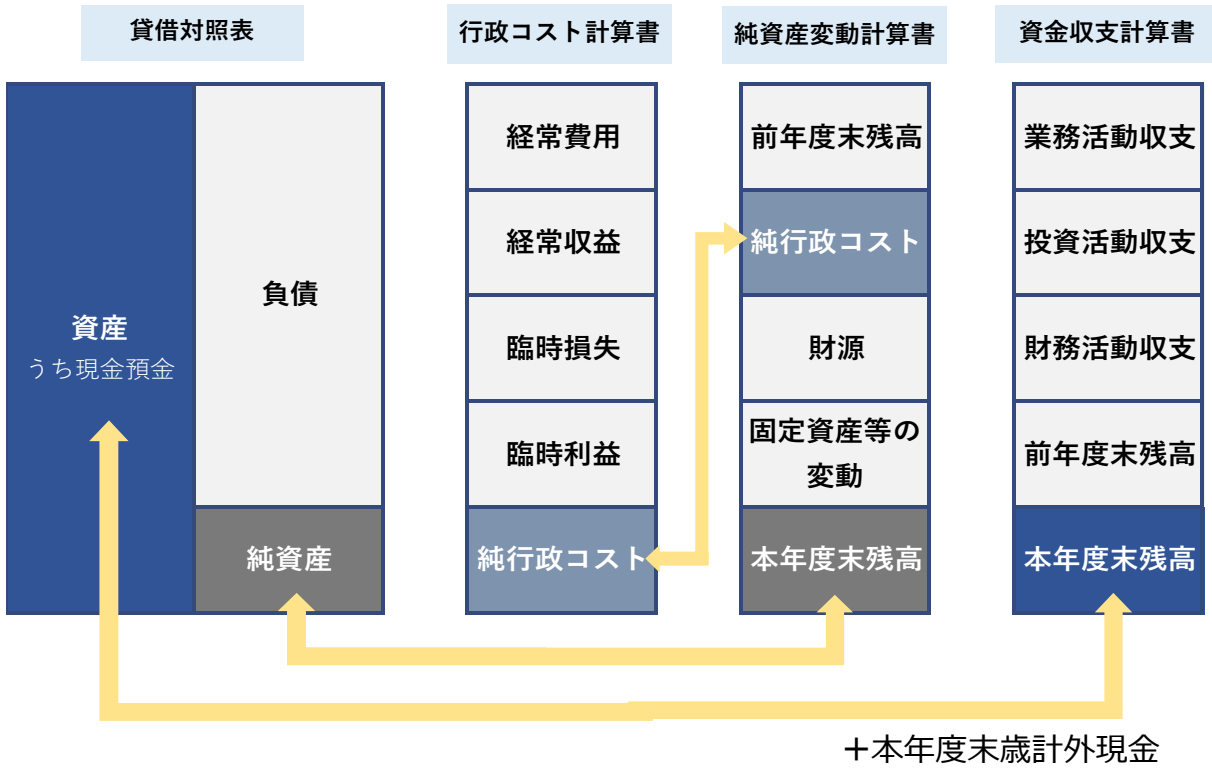 貸借対照表
行政コスト計算書
純資産変動計算書
資金収支計算書
資産
うち現金預金
負債
純資産
経常費用
経常収益
臨時損失
臨時利益
純行政コスト
前年度末残高
純行政コスト
財源
固定資産等の
変動
本年度末残高
業務活動収支
投資活動収支
財務活動収支
前年度末残高
本年度末残高
＋本年度末歳計外現金